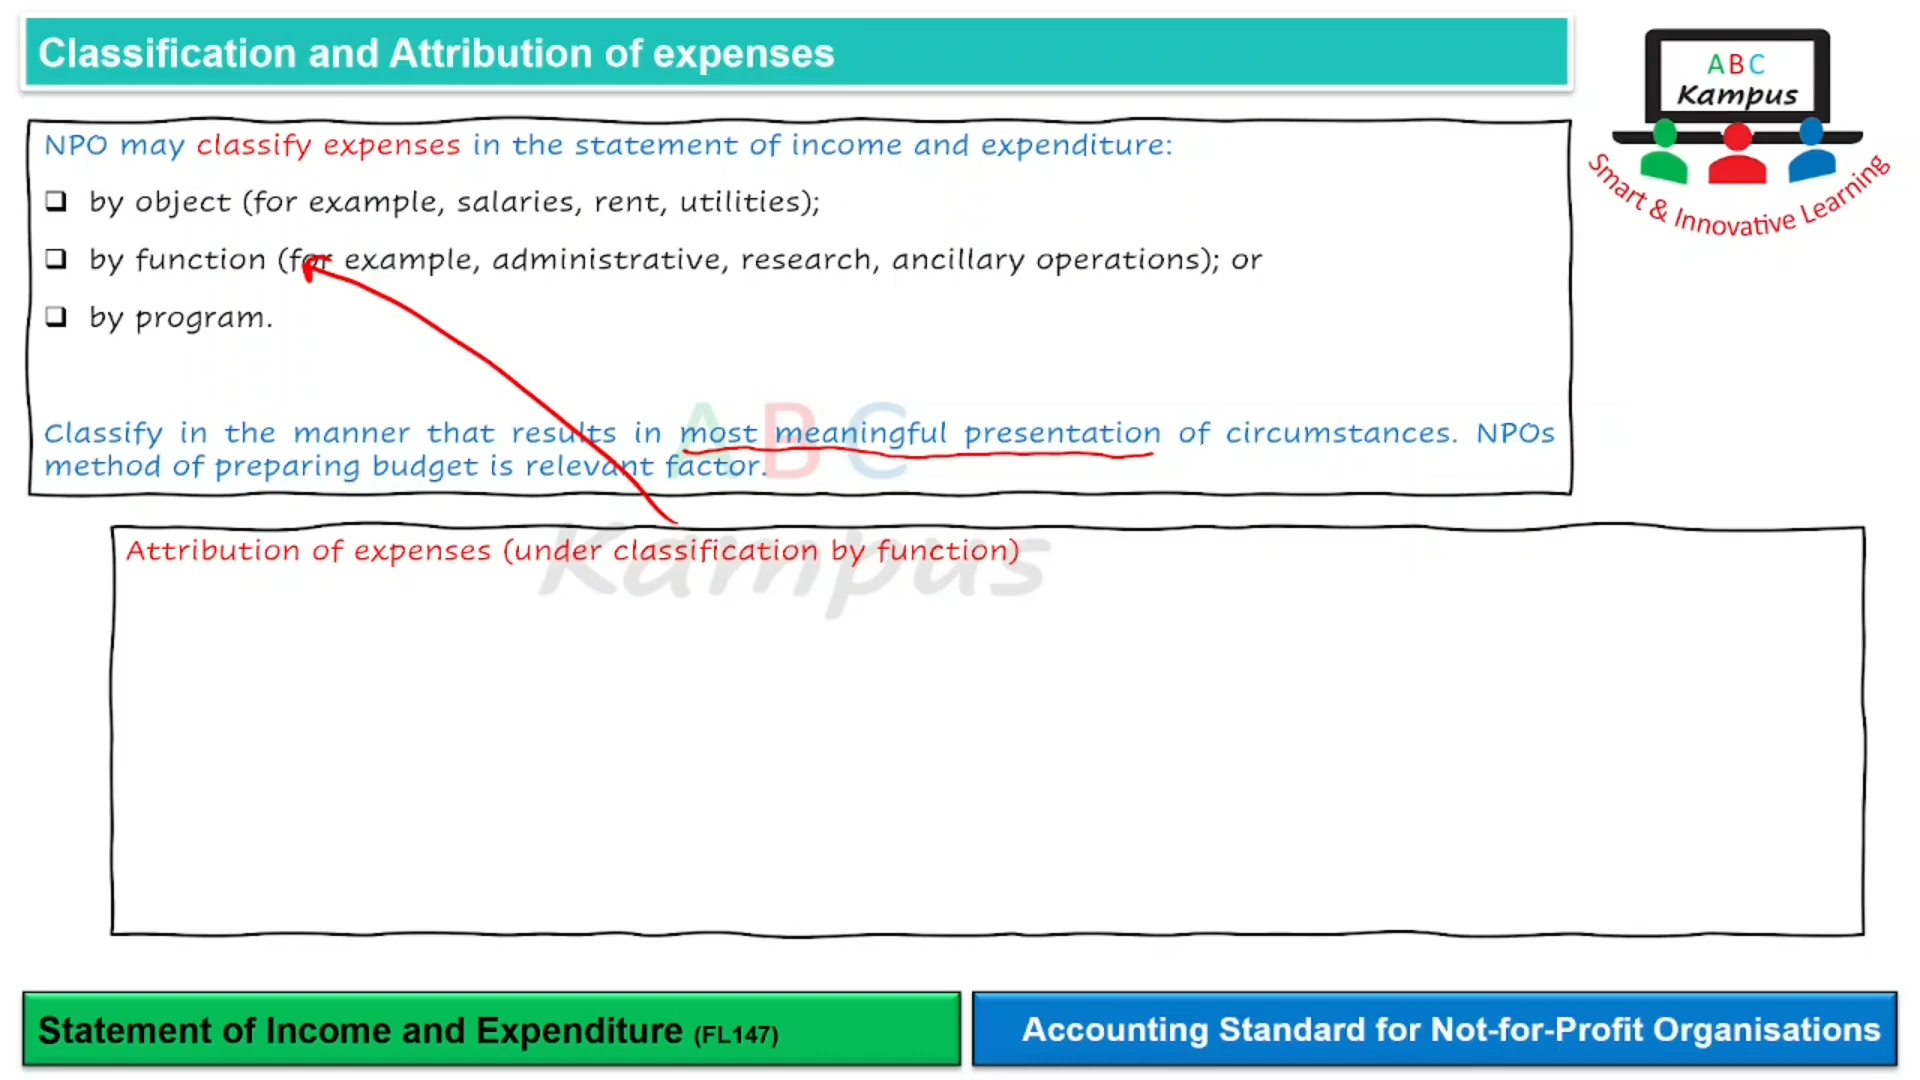 Classification and Attribution of expenses
ABC
Kampus
Smart & Innovative Learning
NPO may classify expenses in the statement of income and expenditure:
❑ by object (for example, salaries, rent, utilities);
❑ by function (for example, administrative, research, ancillary operations); or
❑ by program.
Classify in the manner that results in most meaningful presentation of circumstances. NPOs
method of preparing budget is relevant factor.
ABC
Kampus
Attribution of expenses (under classification by function)
Statement of Income and Expenditure (FL147)
Accounting Standard for Not-for-Profit Organisations